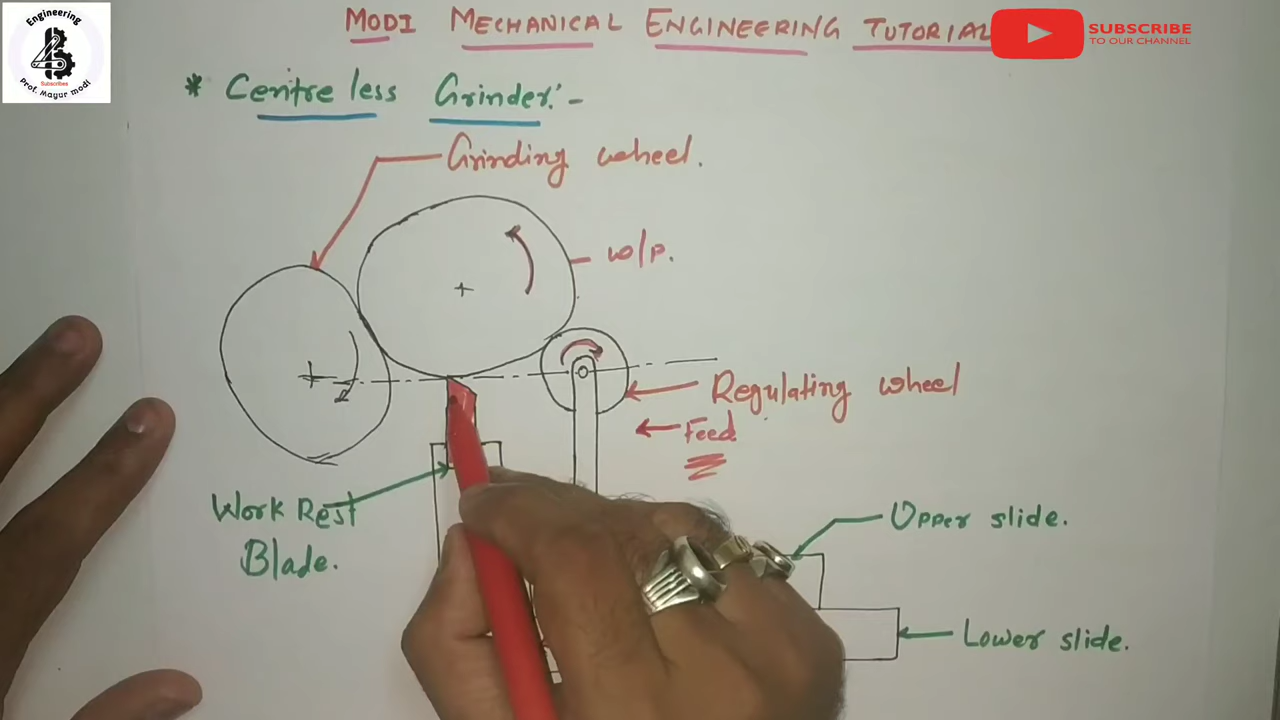 Engineering
Subscribes
Prof. Mayur modi
MODI MECHANICAL ENGINEERING TUTORIAL
SUBSCRIBE
TO OUR CHANNEL
* Centre less Grinder:-
Grinding wheel.
w/p.
Regulating wheel
Feed
Work Rest
Blade.
Upper slide.
Lower slide.